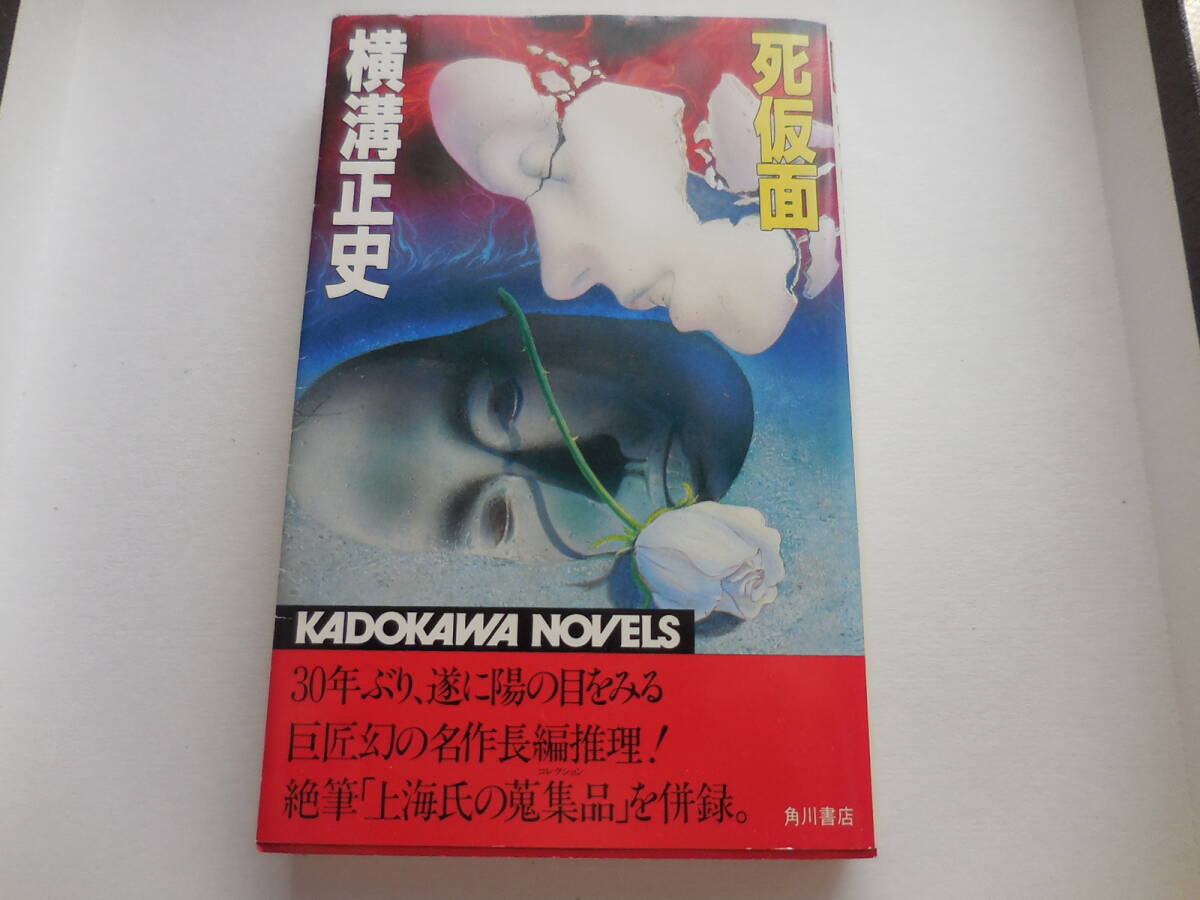 死仮面
横溝正史
KADOKAWA NOVELS
30年ぶり、遂に陽の目をみる
巨匠幻の名作長編推理!
コレクション
絶筆「上海氏の蒐集品」を併録。
角川書店